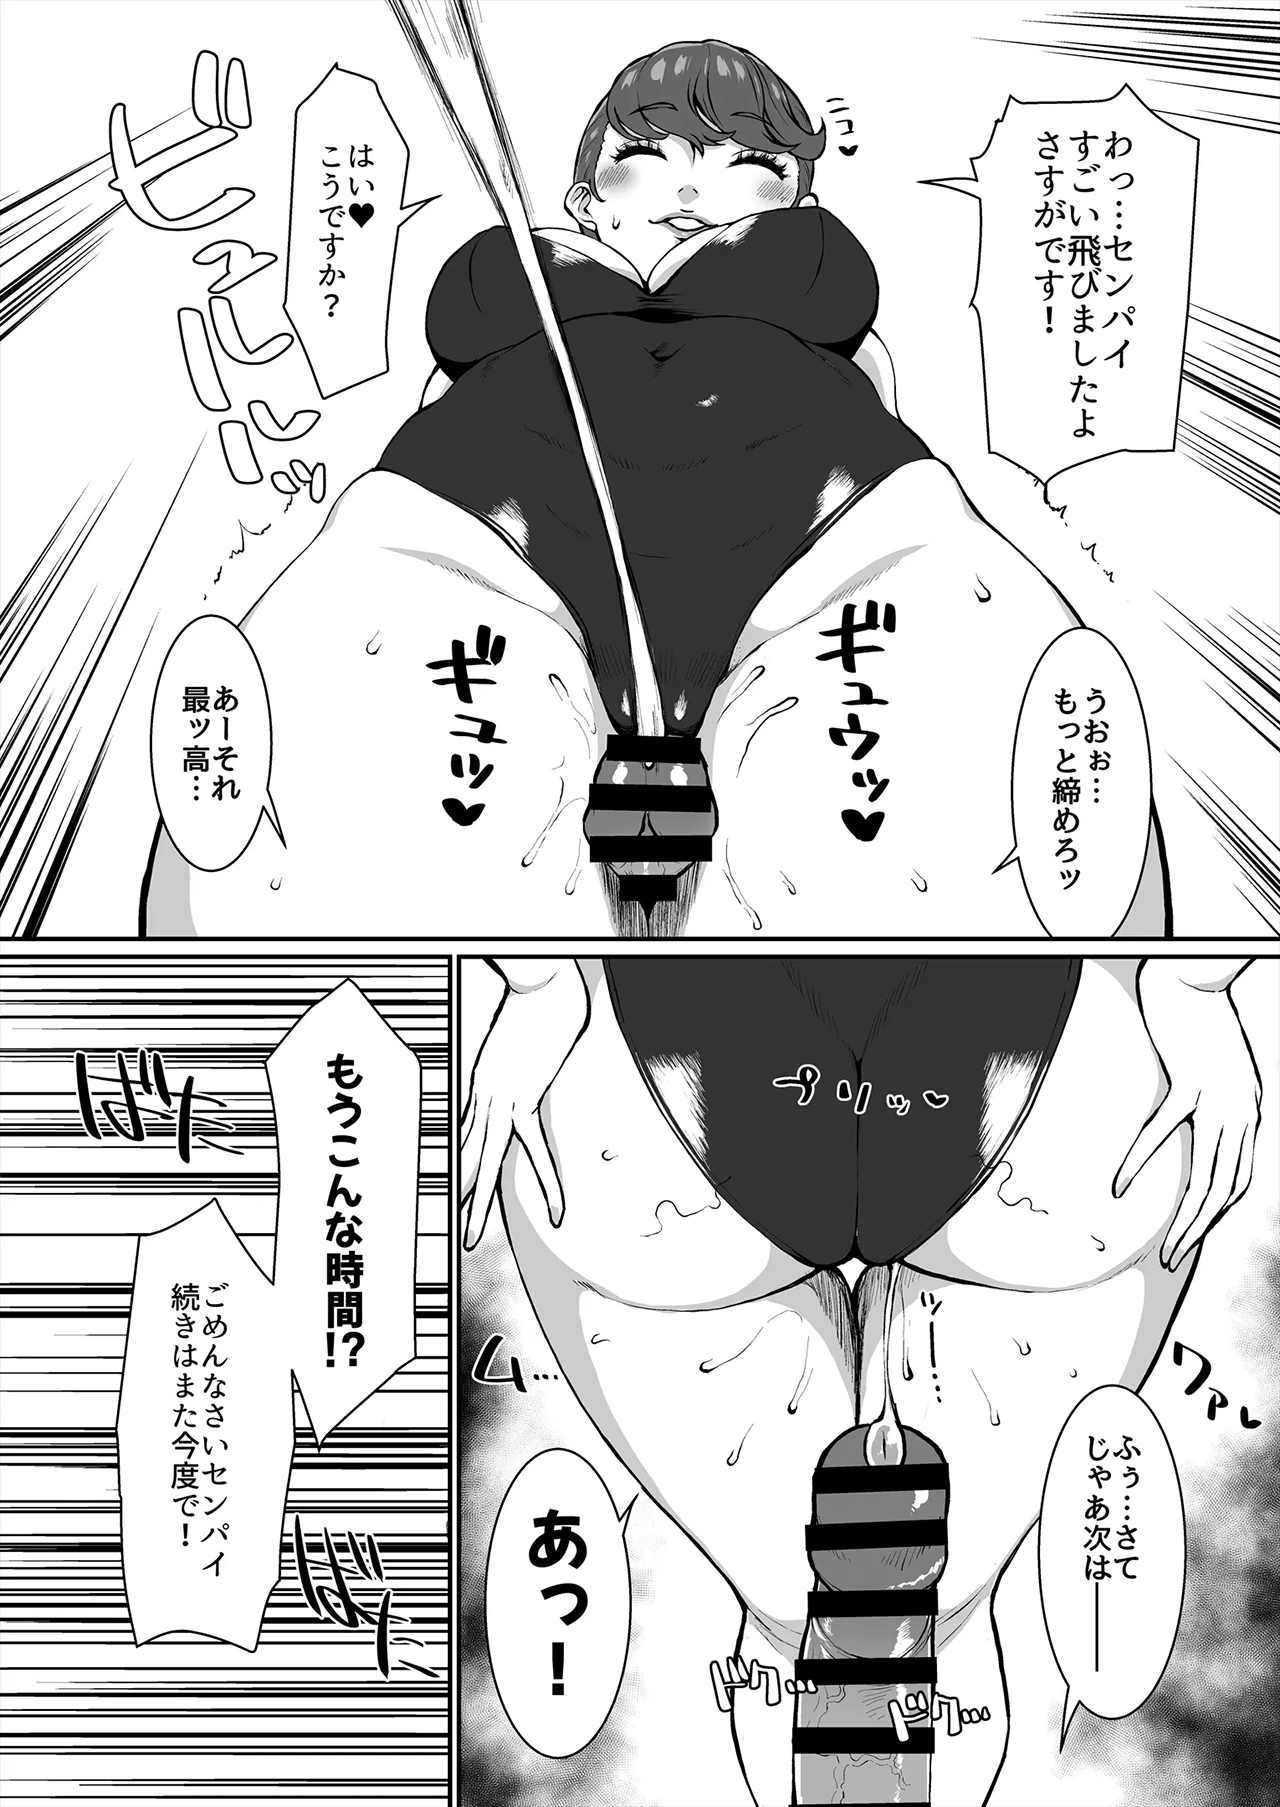 わっ…センパイ
すごい飛びましたよ
さすがです！
ニコ
はい♥
こうですか？
ビュルルルッ
うおぉ…
もっと締めろッ
ギュウッ♥
ギュッ♥
あーそれ
最ッ高…
プリッ♥
ッ…
ワァ♥
ム…
ふぅ…さて
じゃあ次は――
あっ！
ドク…
ドク…
もうこんな時間!?
ばた
ごめんなさいセンパイ
続きはまた今度で！
ばた